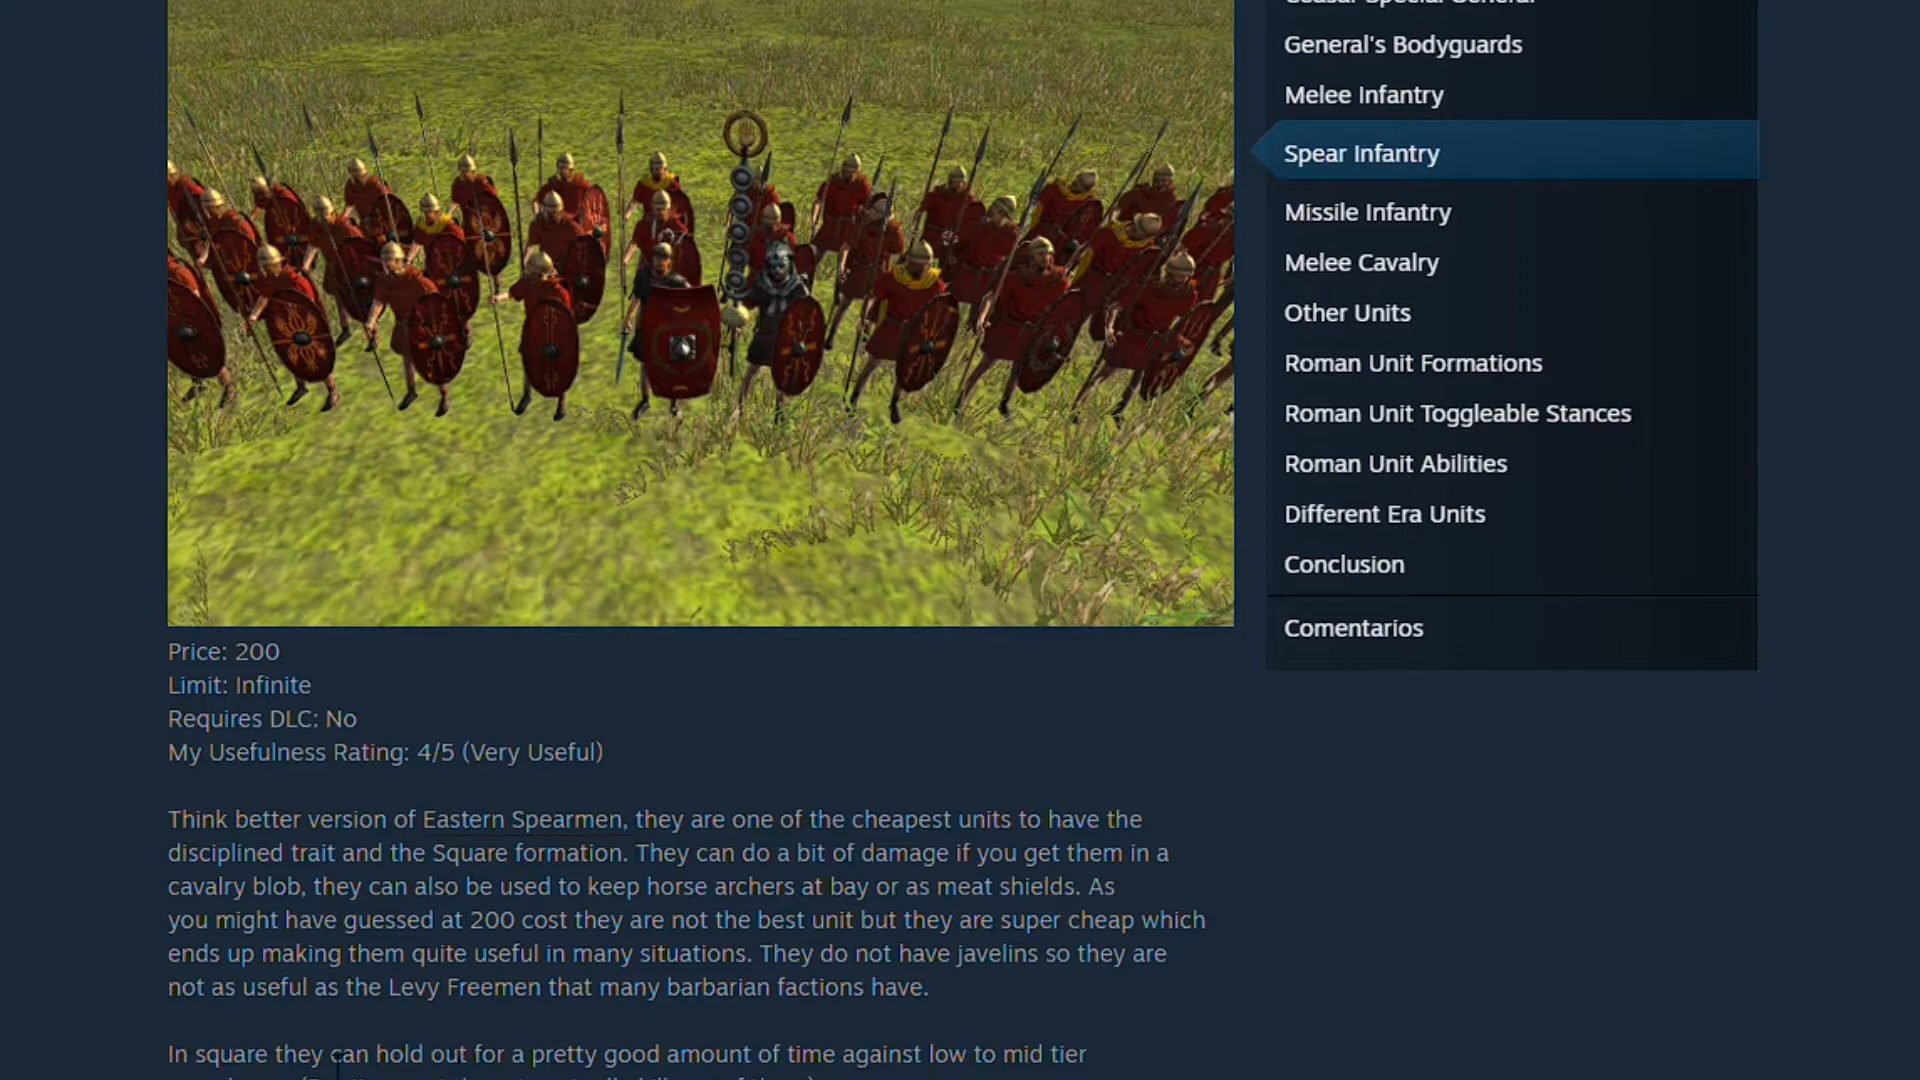 General's Bodyguards
Melee Infantry
Spear Infantry
Missile Infantry
Melee Cavalry
Other Units
Roman Unit Formations
Roman Unit Toggleable Stances
Roman Unit Abilities
Different Era Units
Conclusion
Comentarios
Price: 200
Limit: Infinite
Requires DLC: No
My Usefulness Rating: 4/5 (Very Useful)
Think better version of Eastern Spearmen, they are one of the cheapest units to have the
disciplined trait and the Square formation. They can do a bit of damage if you get them in a
cavalry blob, they can also be used to keep horse archers at bay or as meat shields. As
you might have guessed at 200 cost they are not the best unit but they are super cheap which
ends up making them quite useful in many situations. They do not have javelins so they are
not as useful as the Levy Freemen that many barbarian factions have.
In square they can hold out for a pretty good amount of time against low to mid tier